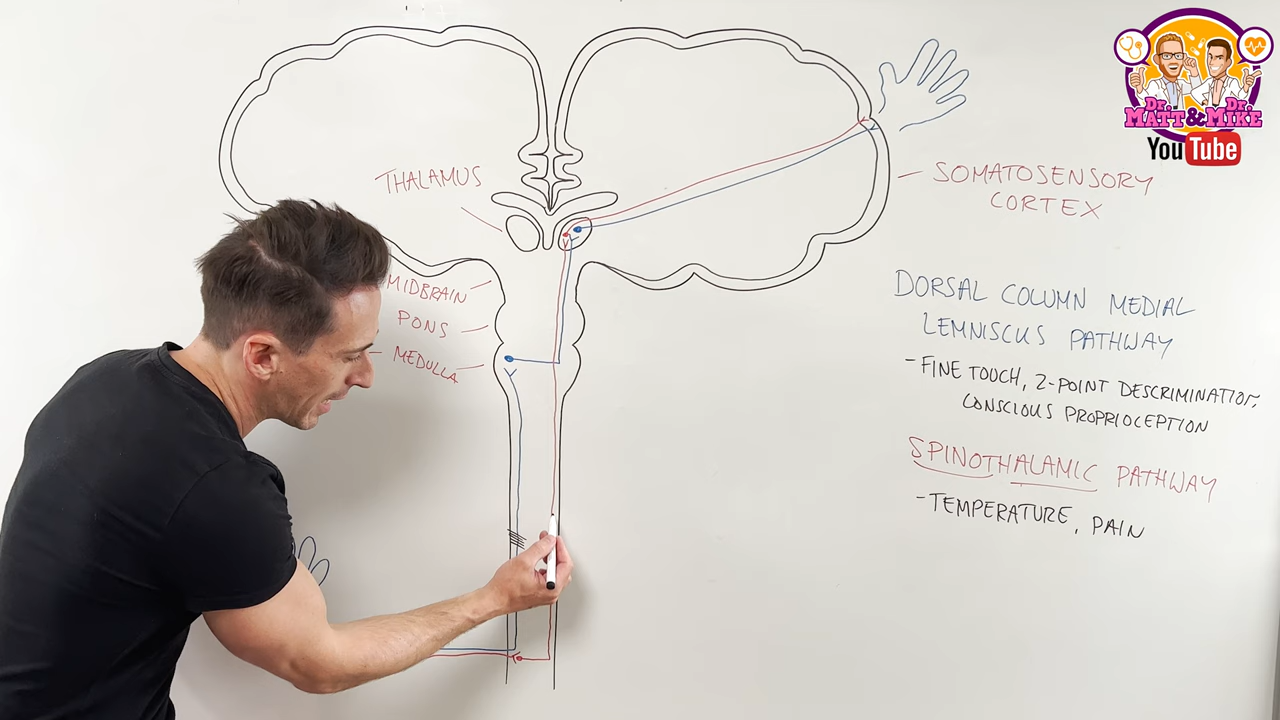 Dr.
Dr.
MATT & MIKE
YouTube
THALAMUS
SOMATOSENSORY
CORTEX
MIDBRAIN
PONS
MEDULLA
DORSAL COLUMN MEDIAL
LEMNISCUS PATHWAY
- FINE TOUCH, 2-POINT DESCRIMINATION,
CONSCIOUS PROPRIOCEPTION
SPINOTHALAMIC PATHWAY
- TEMPERATURE, PAIN